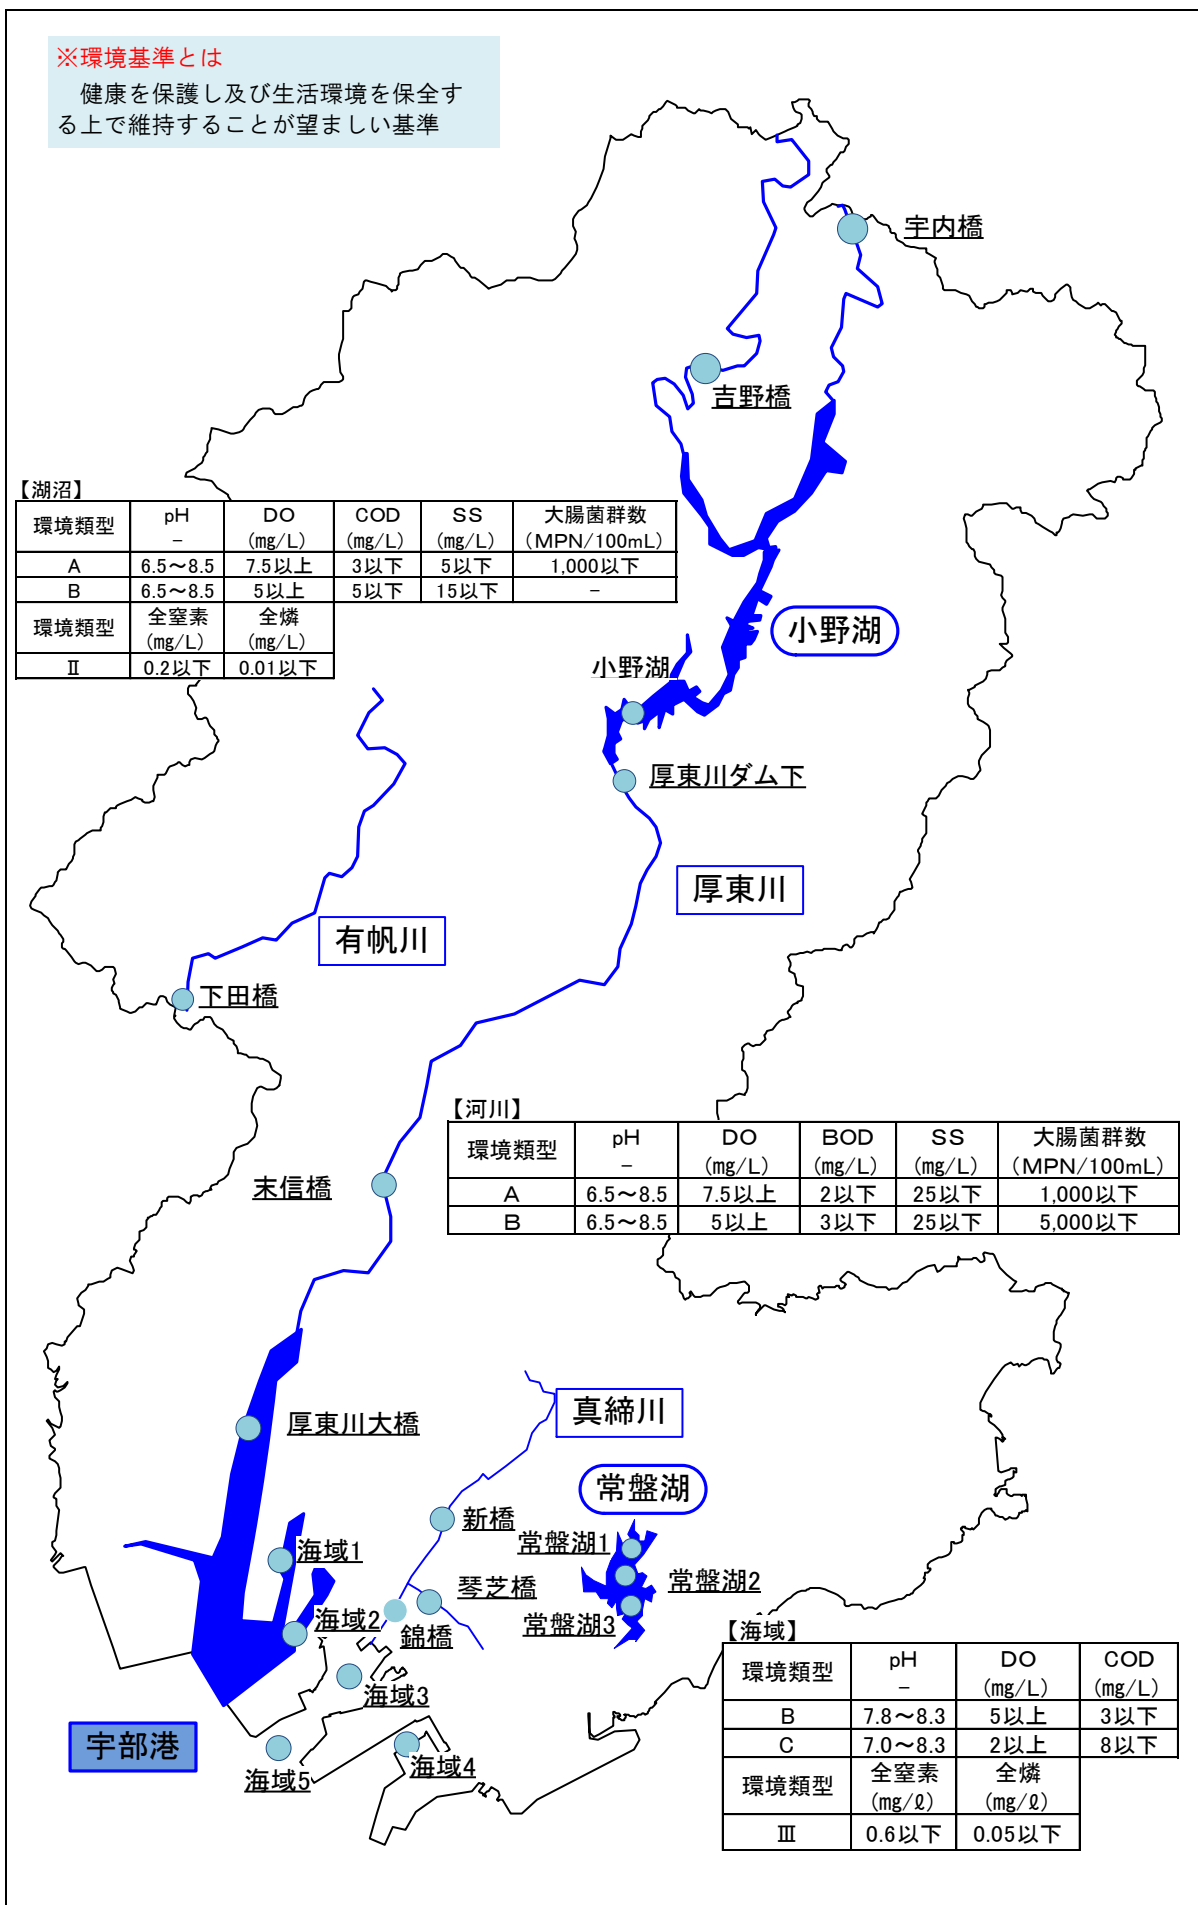 ※環境基準とは
健康を保護し及び生活環境を保全す
る上で維持することが望ましい基準
宇内橋
吉野橋
【湖沼】
環境類型 pH DO COD SS 大腸菌群数
－ (mg/L) (mg/L) (mg/L) (MPN/100mL)
A 6.5～8.5 7.5以上 3以下 5以下 1,000以下
B 6.5～8.5 5以上 5以下 15以下 －
環境類型 全窒素 全燐
(mg/L) (mg/L)
Ⅱ 0.2以下 0.01以下
小野湖
小野湖
厚東川ダム下
厚東川
有帆川
下田橋
【河川】
環境類型 pH DO BOD SS 大腸菌群数
－ (mg/L) (mg/L) (mg/L) (MPN/100mL)
A 6.5～8.5 7.5以上 2以下 25以下 1,000以下
B 6.5～8.5 5以上 3以下 25以下 5,000以下
末信橋
真締川
厚東川大橋
常盤湖
新橋
常盤湖1
海域1
常盤湖2
琴芝橋
常盤湖3
海域2
錦橋
海域3
宇部港
海域4
海域5
【海域】
環境類型 pH DO COD
－ (mg/L) (mg/L)
B 7.8～8.3 5以上 3以下
C 7.0～8.3 2以上 8以下
環境類型 全窒素 全燐
(mg/ℓ) (mg/ℓ)
Ⅲ 0.6以下 0.05以下